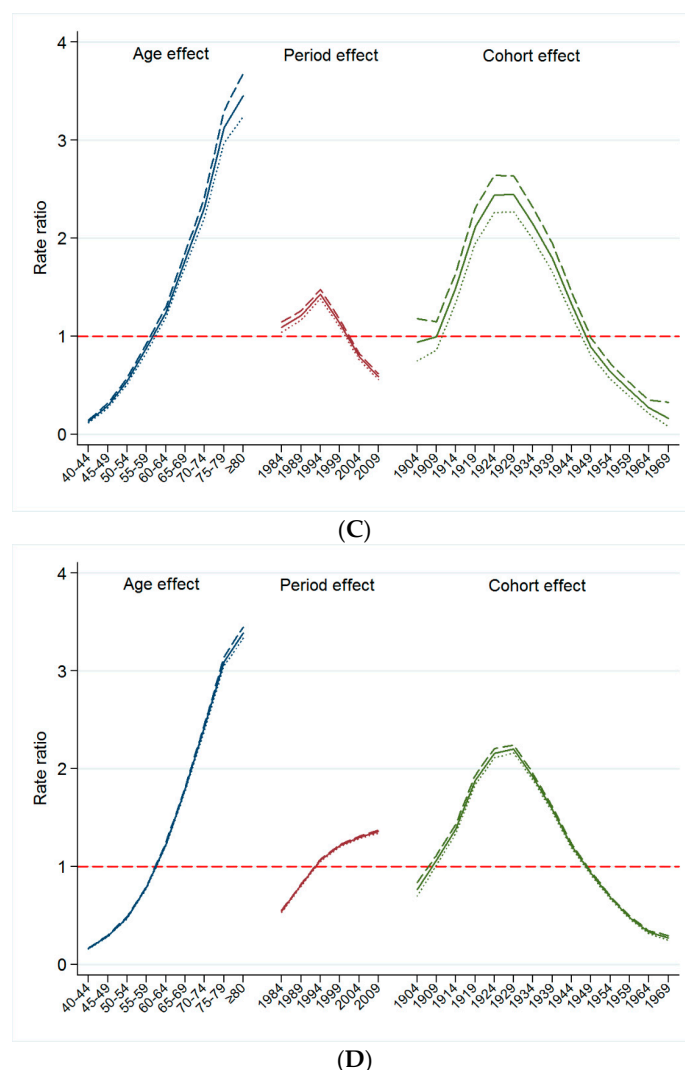 4
Age effect Period effect Cohort effect
3
Rate ratio
2
1
0
40-44 45-49 50-54 55-59 60-64 65-69 70-74 75-79 ≥80 1984 1989 1994 1999 2004 2009 1904 1909 1914 1919 1924 1929 1934 1939 1944 1949 1954 1959 1964 1969
(C)
4
Age effect Period effect Cohort effect
3
Rate ratio
2
1
0
40-44 45-49 50-54 55-59 60-64 65-69 70-74 75-79 ≥80 1984 1989 1994 1999 2004 2009 1904 1909 1914 1919 1924 1929 1934 1939 1944 1949 1954 1959 1964 1969
(D)